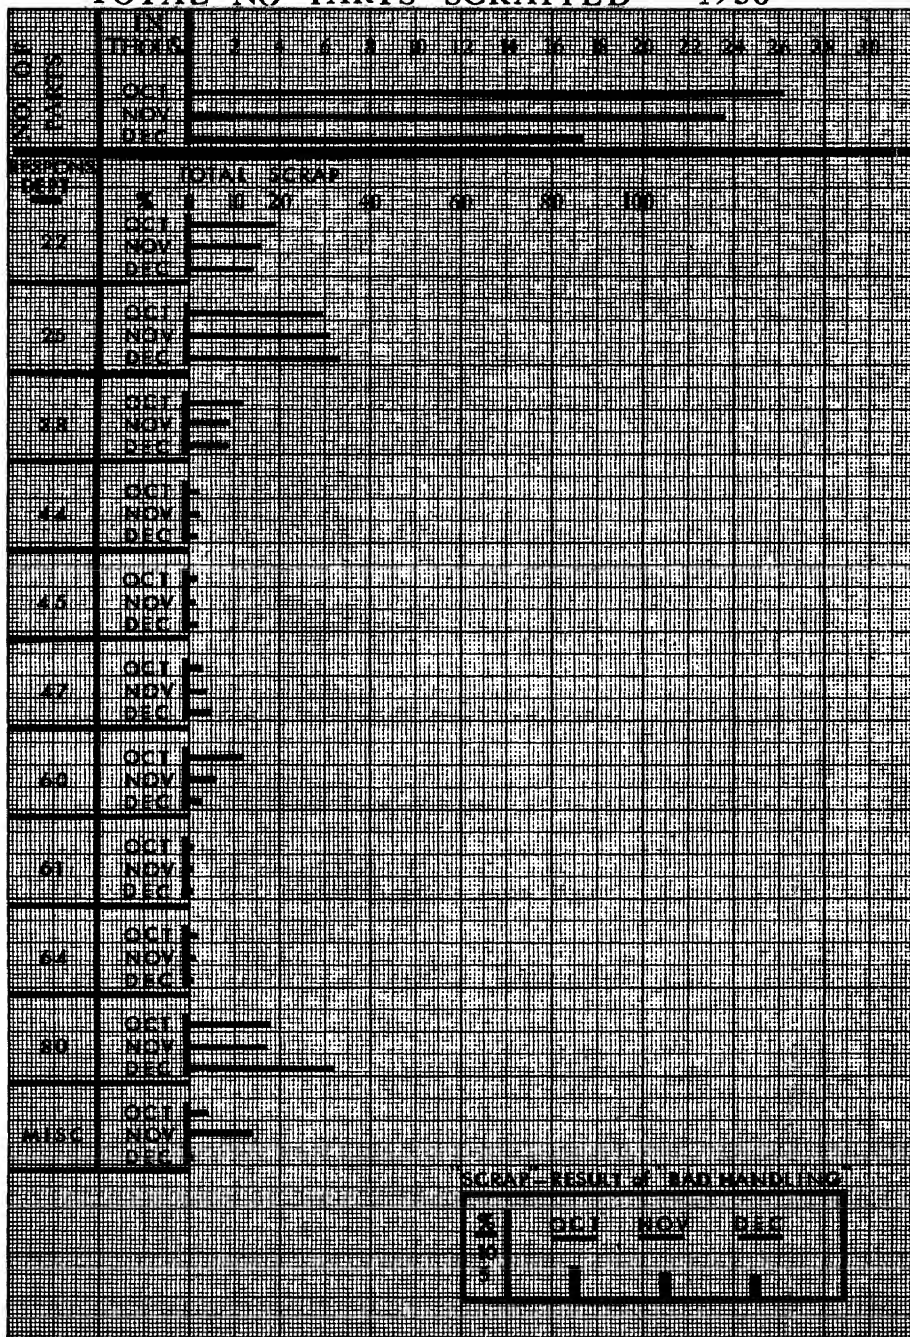 TOTAL NO PARTS SCRAPPED 1930
NO. OF PARTS
IN THOUS. 2 4 6 8 10 12 14 16 18 20 22 24 26 28 30
OCT
NOV
DEC
RESPONS. DEPT
TOTAL SCRAP
% 0 10 20 40 60 80 100
22
OCT
NOV
DEC
25
OCT
NOV
DEC
38
OCT
NOV
DEC
44
OCT
NOV
DEC
45
OCT
NOV
DEC
47
OCT
NOV
DEC
60
OCT
NOV
DEC
61
OCT
NOV
DEC
64
OCT
NOV
DEC
80
OCT
NOV
DEC
MISC
OCT
NOV
DEC
"SCRAP"-RESULT of "BAD HANDLING"
% OCT NOV DEC
10
5